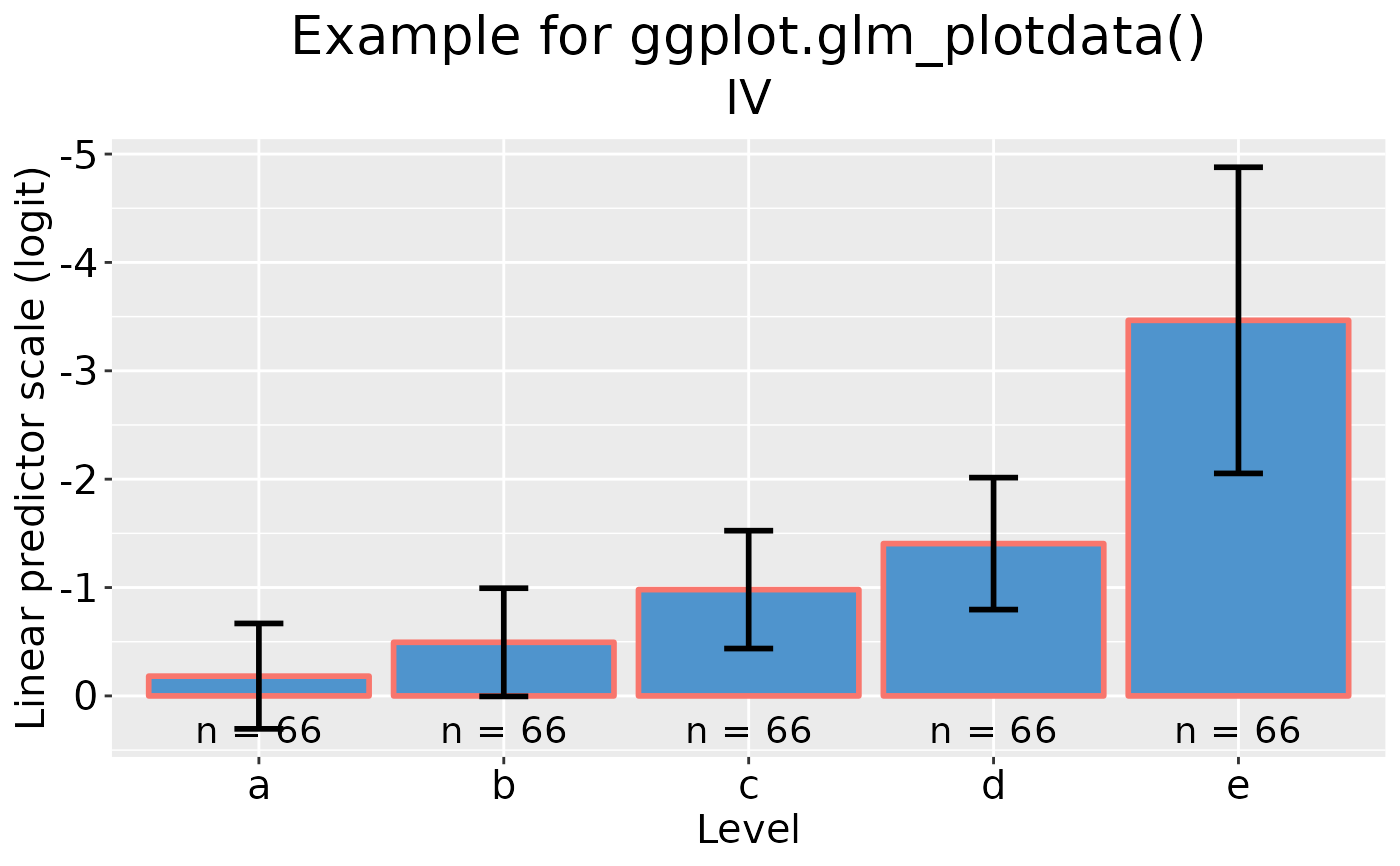 Example for ggplot.glm_plotdata()
IV
Linear predictor scale (logit)
-5
-4
-3
-2
-1
0
n = 66 n = 66 n = 66 n = 66 n = 66
a b c d e
Level